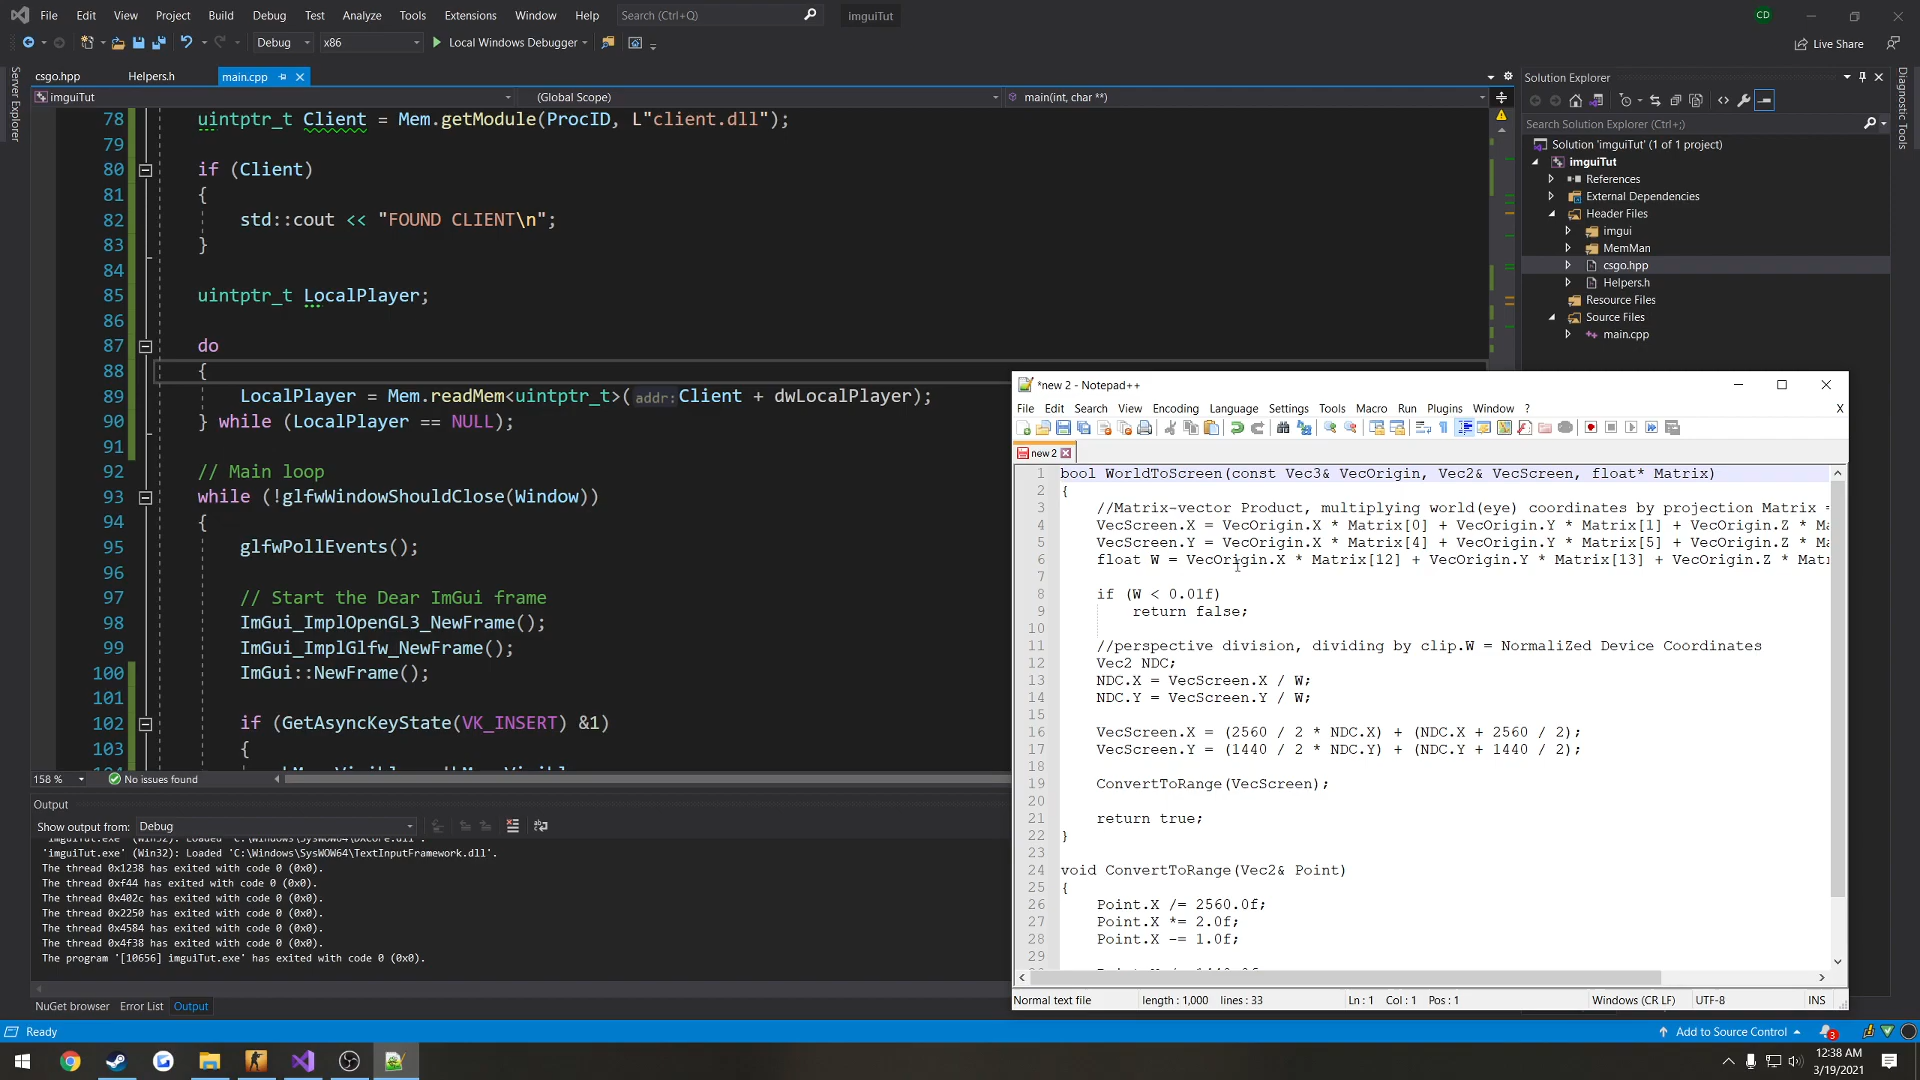 File Edit View Project Build Debug Test Analyze Tools Extensions Window Help Search (Ctrl+Q) imguiTut CD
Debug x86 Local Windows Debugger Live Share
Server Explorer
csgo.hpp Helpers.h main.cpp
imguiTut (Global Scope) main(int, char **)
78 uintptr_t Client = Mem.getModule(ProcID, L"client.dll");
79
80 if (Client)
81 {
82 std::cout << "FOUND CLIENT\n";
83 }
84
85 uintptr_t LocalPlayer;
86
87 do
88 {
89 LocalPlayer = Mem.readMem<uintptr_t>(addr: Client + dwLocalPlayer);
90 } while (LocalPlayer == NULL);
91
92 // Main loop
93 while (!glfwWindowShouldClose(Window))
94 {
95 glfwPollEvents();
96
97 // Start the Dear ImGui frame
98 ImGui_ImplOpenGL3_NewFrame();
99 ImGui_ImplGlfw_NewFrame();
100 ImGui::NewFrame();
101
102 if (GetAsyncKeyState(VK_INSERT) &1)
103 {
158 % No issues found
Output
Show output from: Debug
'imguiTut.exe' (Win32): Loaded 'C:\Windows\SysWOW64\DXCore.dll'.
'imguiTut.exe' (Win32): Loaded 'C:\Windows\SysWOW64\TextInputFramework.dll'.
The thread 0x1238 has exited with code 0 (0x0).
The thread 0xf44 has exited with code 0 (0x0).
The thread 0x402c has exited with code 0 (0x0).
The thread 0x2250 has exited with code 0 (0x0).
The thread 0x4584 has exited with code 0 (0x0).
The thread 0x4f38 has exited with code 0 (0x0).
The program '[10656] imguiTut.exe' has exited with code 0 (0x0).
NuGet browser Error List Output
Solution Explorer
Search Solution Explorer (Ctrl+;)
Solution 'imguiTut' (1 of 1 project)
imguiTut
References
External Dependencies
Header Files
imgui
MemMan
csgo.hpp
Helpers.h
Resource Files
Source Files
main.cpp
Diagnostic Tools
*new 2 - Notepad++
File Edit Search View Encoding Language Settings Tools Macro Run Plugins Window ? X
new 2
1 bool WorldToScreen(const Vec3& VecOrigin, Vec2& VecScreen, float* Matrix)
2 {
3 //Matrix-vector Product, multiplying world(eye) coordinates by projection Matrix =
4 VecScreen.X = VecOrigin.X * Matrix[0] + VecOrigin.Y * Matrix[1] + VecOrigin.Z * Ma
5 VecScreen.Y = VecOrigin.X * Matrix[4] + VecOrigin.Y * Matrix[5] + VecOrigin.Z * Ma
6 float W = VecOrigin.X * Matrix[12] + VecOrigin.Y * Matrix[13] + VecOrigin.Z * Matr
7
8 if (W < 0.01f)
9 return false;
10
11 //perspective division, dividing by clip.W = NormaliZed Device Coordinates
12 Vec2 NDC;
13 NDC.X = VecScreen.X / W;
14 NDC.Y = VecScreen.Y / W;
15
16 VecScreen.X = (2560 / 2 * NDC.X) + (NDC.X + 2560 / 2);
17 VecScreen.Y = (1440 / 2 * NDC.Y) + (NDC.Y + 1440 / 2);
18
19 ConvertToRange(VecScreen);
20
21 return true;
22 }
23
24 void ConvertToRange(Vec2& Point)
25 {
26 Point.X /= 2560.0f;
27 Point.X *= 2.0f;
28 Point.X -= 1.0f;
29
Normal text file length : 1,000 lines : 33 Ln : 1 Col : 1 Pos : 1 Windows (CR LF) UTF-8 INS
Ready Add to Source Control 3
12:38 AM
3/19/2021